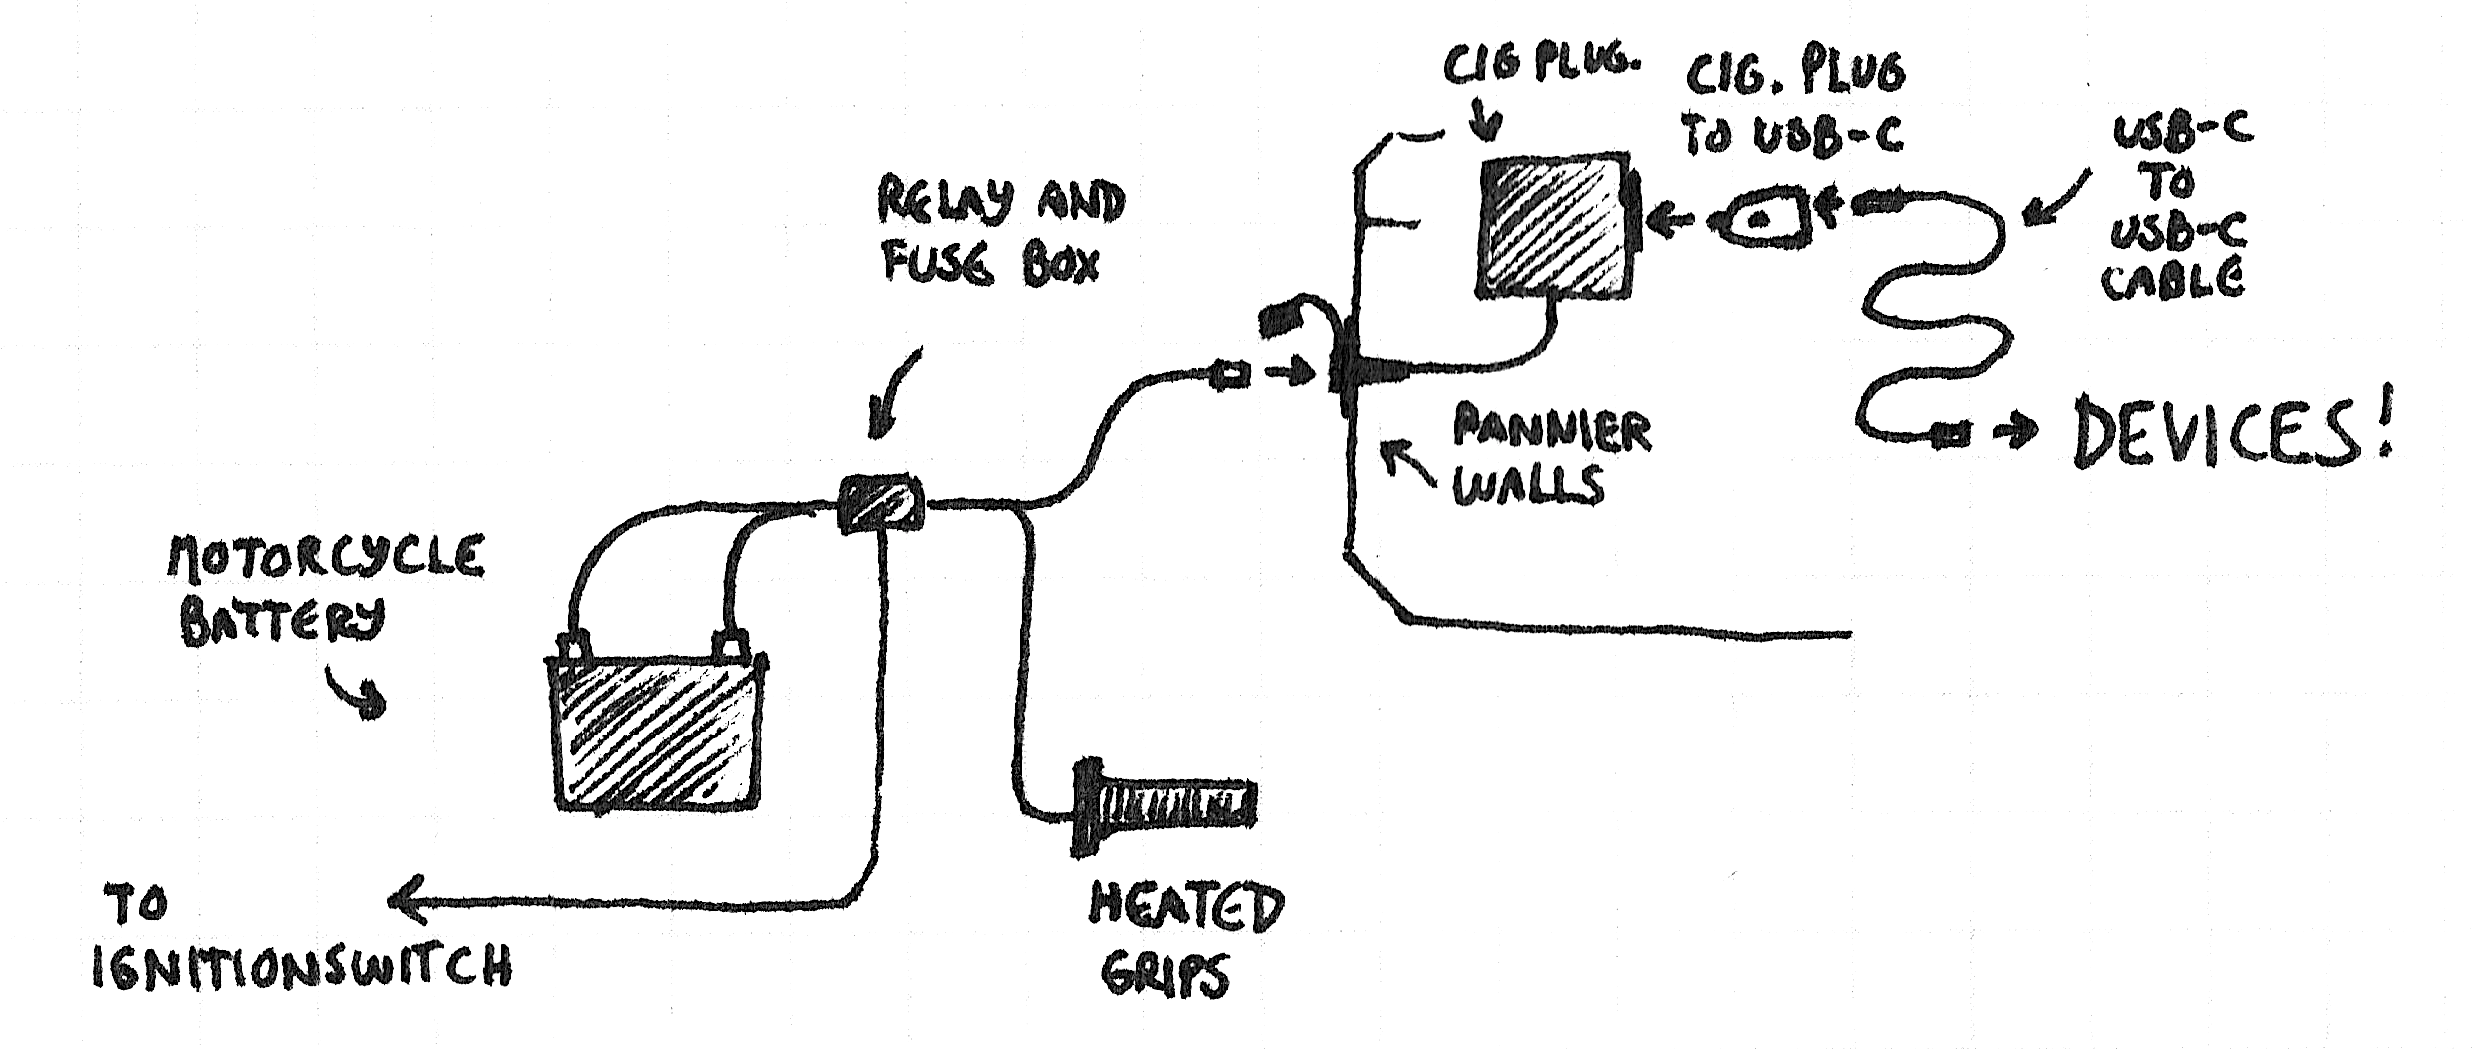 CIG PLUG.
CIG. PLUG
TO USB-C
USB-C
TO
USB-C
CABLE
RELAY AND
FUSE BOX
DEVICES!
PANNIER
WALLS
MOTORCYCLE
BATTERY
TO
IGNITIONSWITCH
HEATED
GRIPS